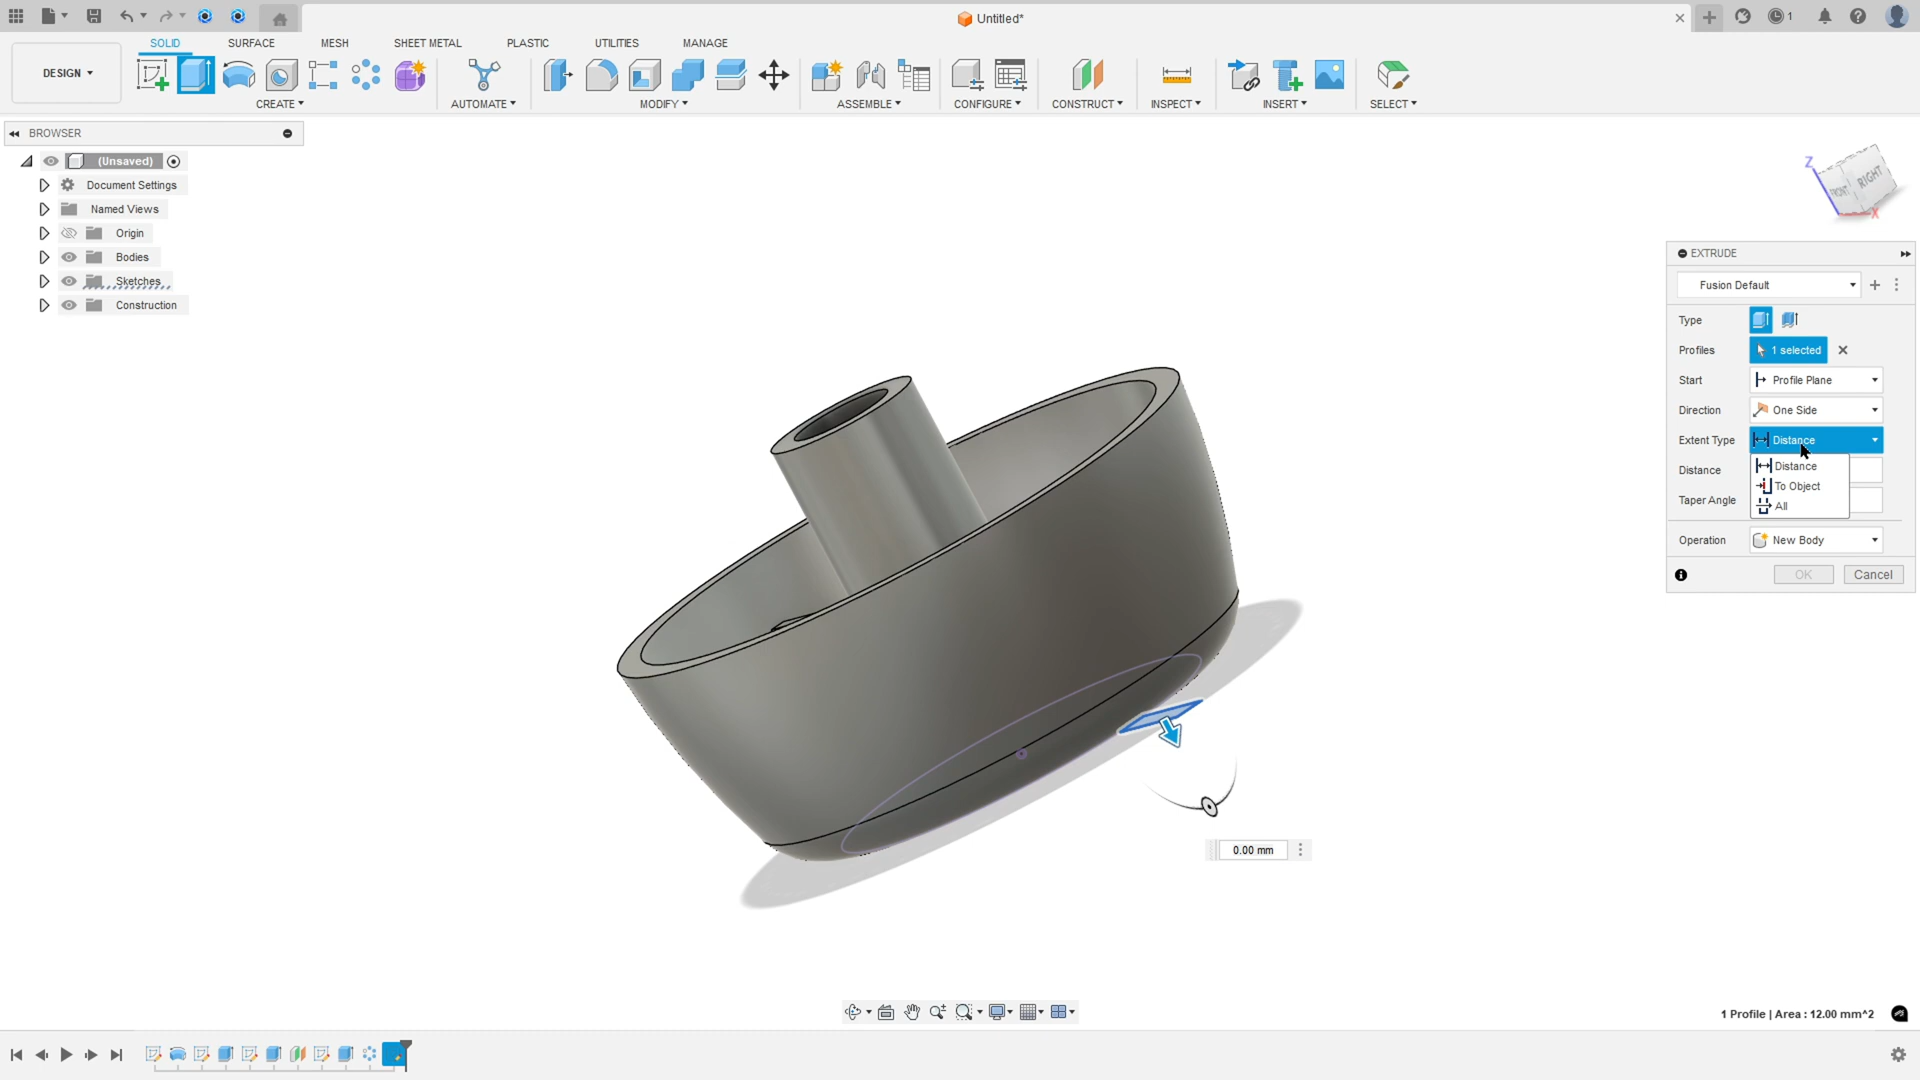 Untitled*
1
SOLID SURFACE MESH SHEET METAL PLASTIC UTILITIES MANAGE
DESIGN
CREATE AUTOMATE MODIFY ASSEMBLE CONFIGURE CONSTRUCT INSPECT INSERT SELECT
BROWSER
(Unsaved)
Document Settings
Named Views
Origin
Bodies
Sketches
Construction
Z
FRONT RIGHT
X
EXTRUDE
Fusion Default
Type
Profiles 1 selected
Start Profile Plane
Direction One Side
Extent Type Distance
Distance
Distance
To Object
Taper Angle
All
Operation New Body
OK Cancel
0.00 mm
1 Profile | Area : 12.00 mm^2